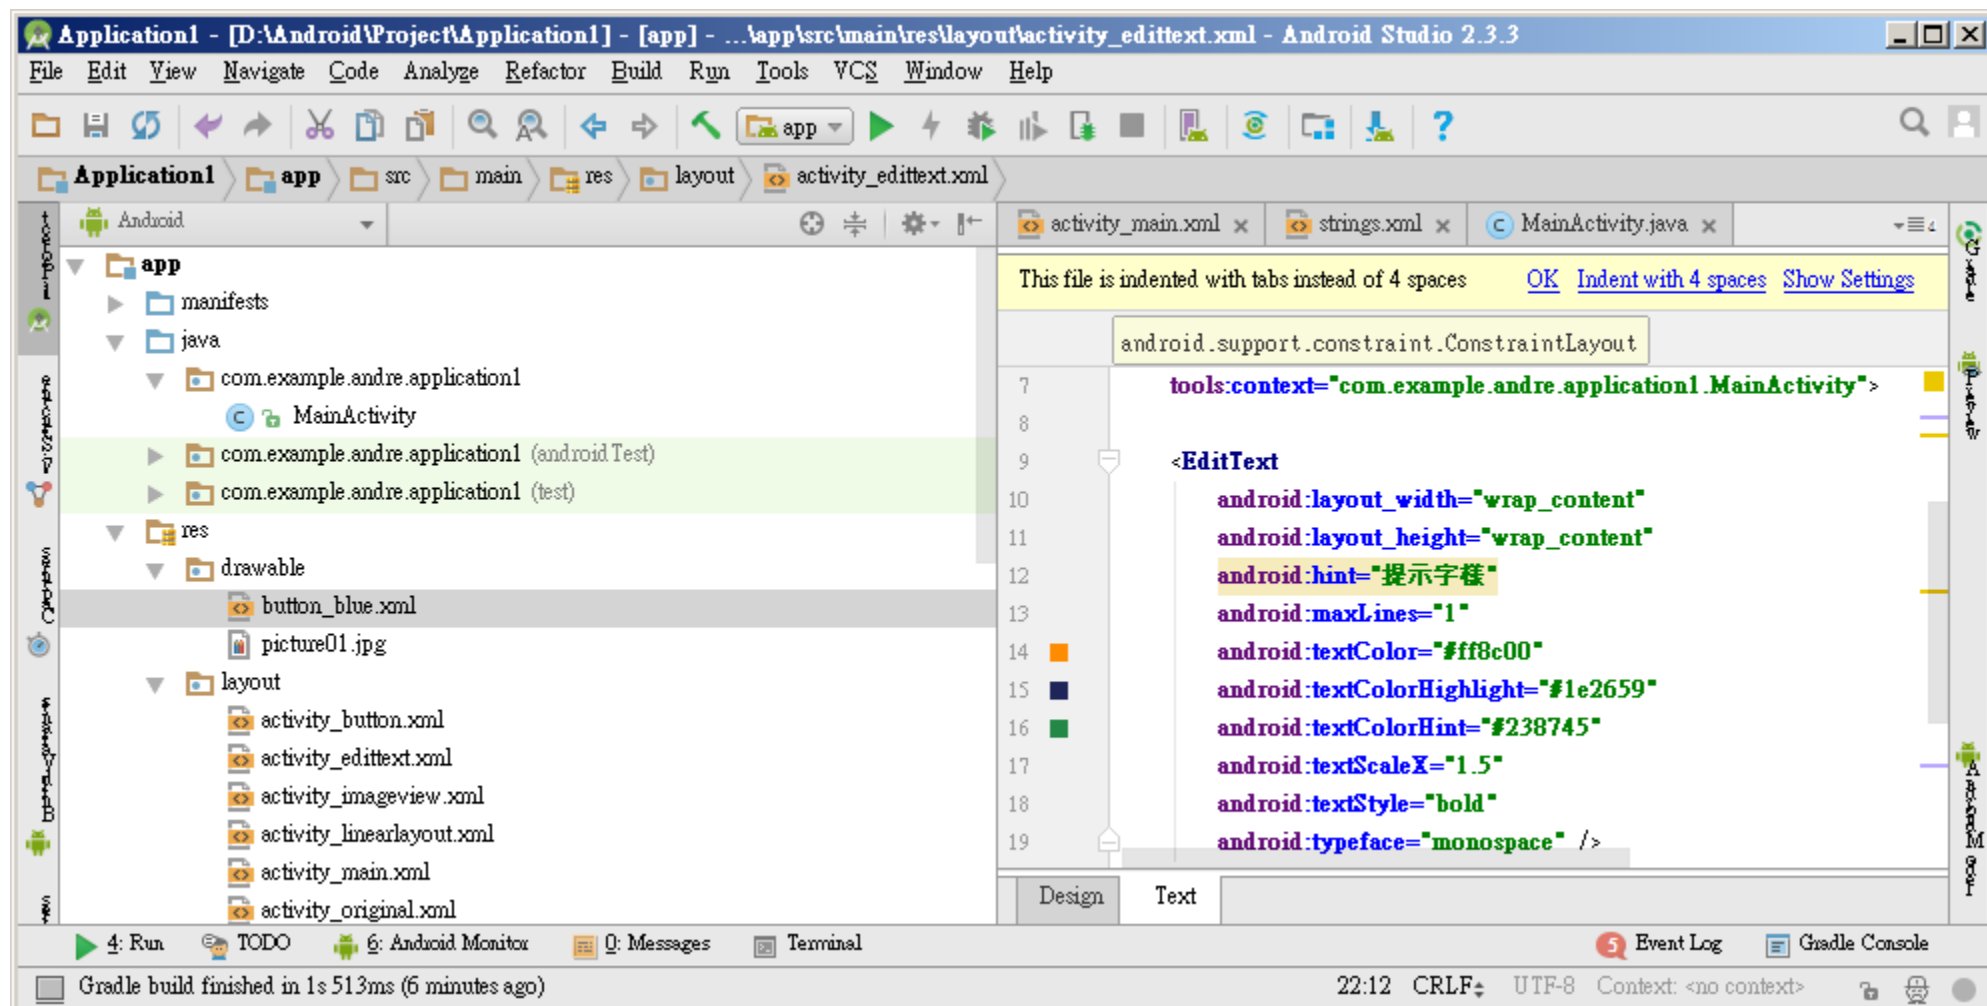 Application1 - [D:\Android\Project\Application1] - [app] - ...\app\src\main\res\layout\activity_edittext.xml - Android Studio 2.3.3
File Edit View Navigate Code Analyze Refactor Build Run Tools VCS Window Help
app
Application1 app src main res layout activity_edittext.xml
Android
app
manifests
java
com.example.andre.application1
MainActivity
com.example.andre.application1 (androidTest)
com.example.andre.application1 (test)
res
drawable
button_blue.xml
picture01.jpg
layout
activity_button.xml
activity_edittext.xml
activity_imageview.xml
activity_linearlayout.xml
activity_main.xml
activity_original.xml
activity_main.xml strings.xml MainActivity.java
This file is indented with tabs instead of 4 spaces OK Indent with 4 spaces Show Settings
android.support.constraint.ConstraintLayout
7 tools:context="com.example.andre.application1.MainActivity">
8
9 <EditText
10 android:layout_width="wrap_content"
11 android:layout_height="wrap_content"
12 android:hint="提示字樣"
13 android:maxLines="1"
14 android:textColor="#ff8c00"
15 android:textColorHighlight="#1e2659"
16 android:textColorHint="#238745"
17 android:textScaleX="1.5"
18 android:textStyle="bold"
19 android:typeface="monospace" />
Design Text
4: Run TODO 6: Android Monitor 0: Messages Terminal 5 Event Log Gradle Console
Gradle build finished in 1s 513ms (6 minutes ago) 22:12 CRLF UTF-8 Context: <no context>